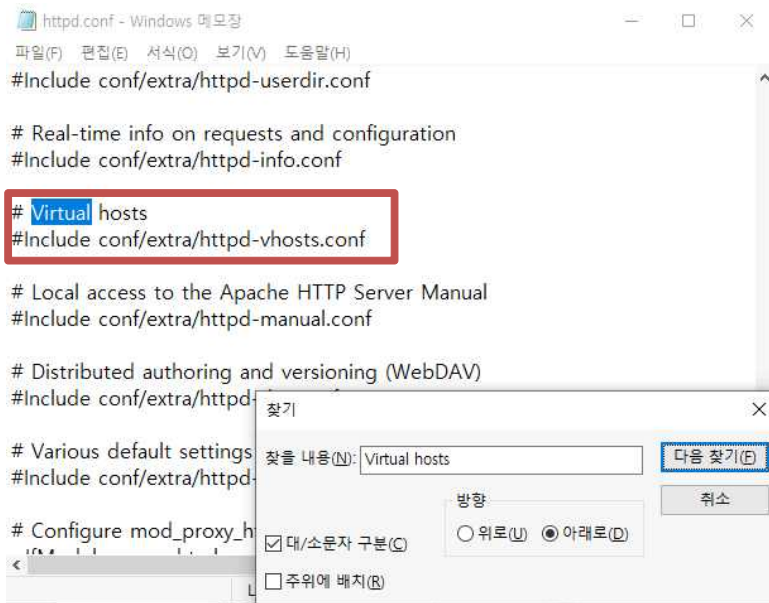 httpd.conf - Windows 메모장
파일(F) 편집(E) 서식(O) 보기(V) 도움말(H)
#Include conf/extra/httpd-userdir.conf
# Real-time info on requests and configuration
#Include conf/extra/httpd-info.conf
# Virtual hosts
#Include conf/extra/httpd-vhosts.conf
# Local access to the Apache HTTP Server Manual
#Include conf/extra/httpd-manual.conf
# Distributed authoring and versioning (WebDAV)
#Include conf/extra/httpd-
# Various default settings
#Include conf/extra/httpd-
# Configure mod_proxy_h
찾기
찾을 내용(N): Virtual hosts
다음 찾기(F)
방향
취소
위로(U) 아래로(D)
대/소문자 구분(C)
주위에 배치(R)